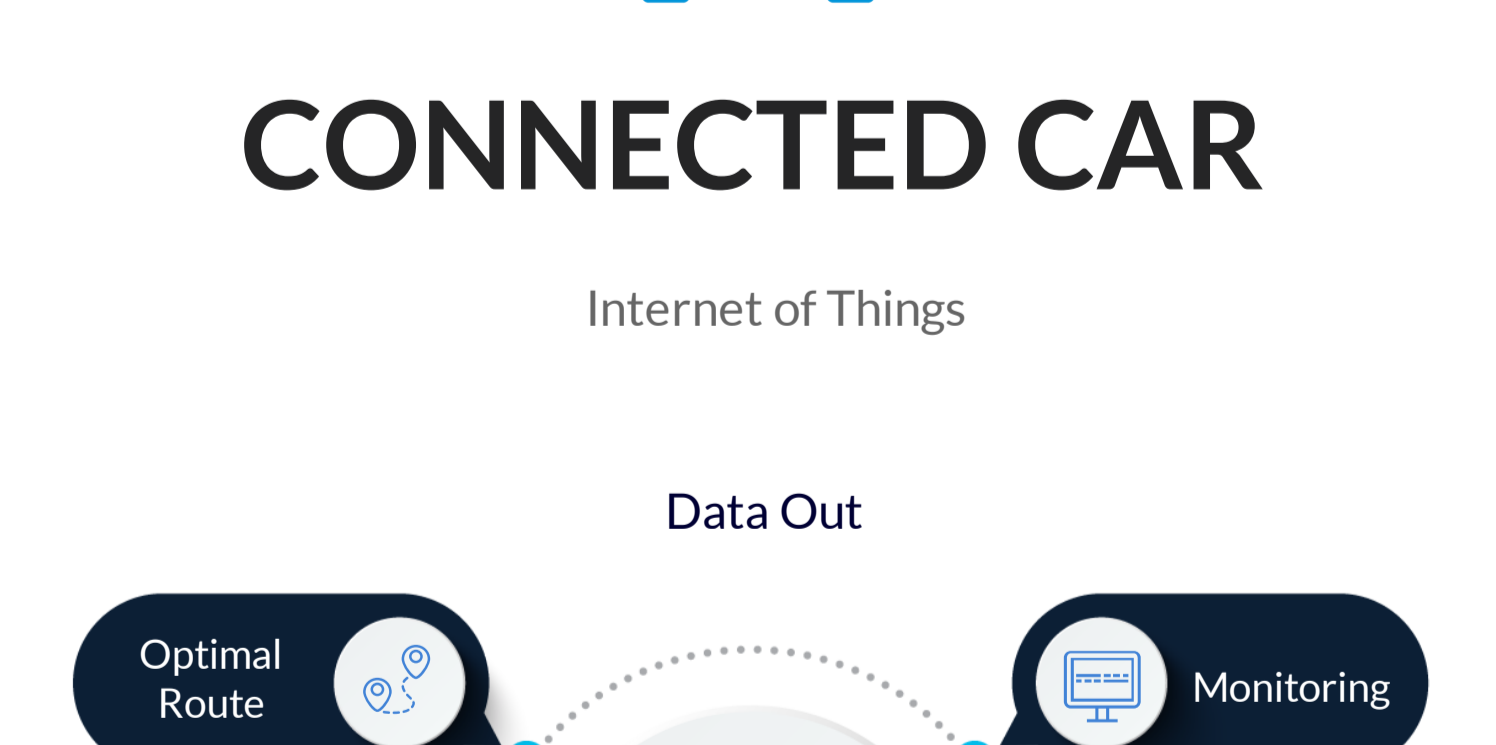 CONNECTED CAR
Internet of Things
Data Out
Optimal
Route
Monitoring